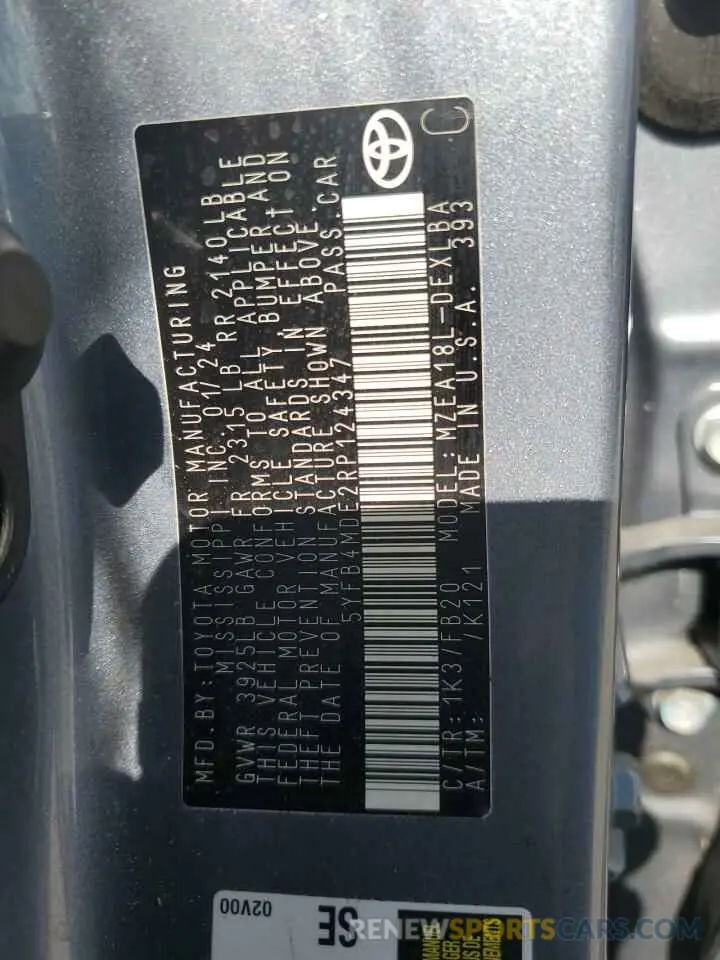 MFD.BY:TOYOTA MOTOR MANUFACTURING
MISSISSIPPI INC. 01/24
GVWR 3925LB GAWR FR 2315 LB RR 2140LB
THIS VEHICLE CONFORMS TO ALL APPLICABLE
FEDERAL MOTOR VEHICLE SAFETY, BUMPER AND
THEFT PREVENTION STANDARDS IN EFFECT ON
THE DATE OF MANUFACTURE SHOWN ABOVE.
5YFB4MDE2RP124347 PASS.CAR
C/TR: 1K3/FB20 MODEL:MZEA18L-DEXLBA
A/TM: /K121 MADE IN U.S.A. 393
C
02V00
SE
RENEWSPORTSCARS.COM